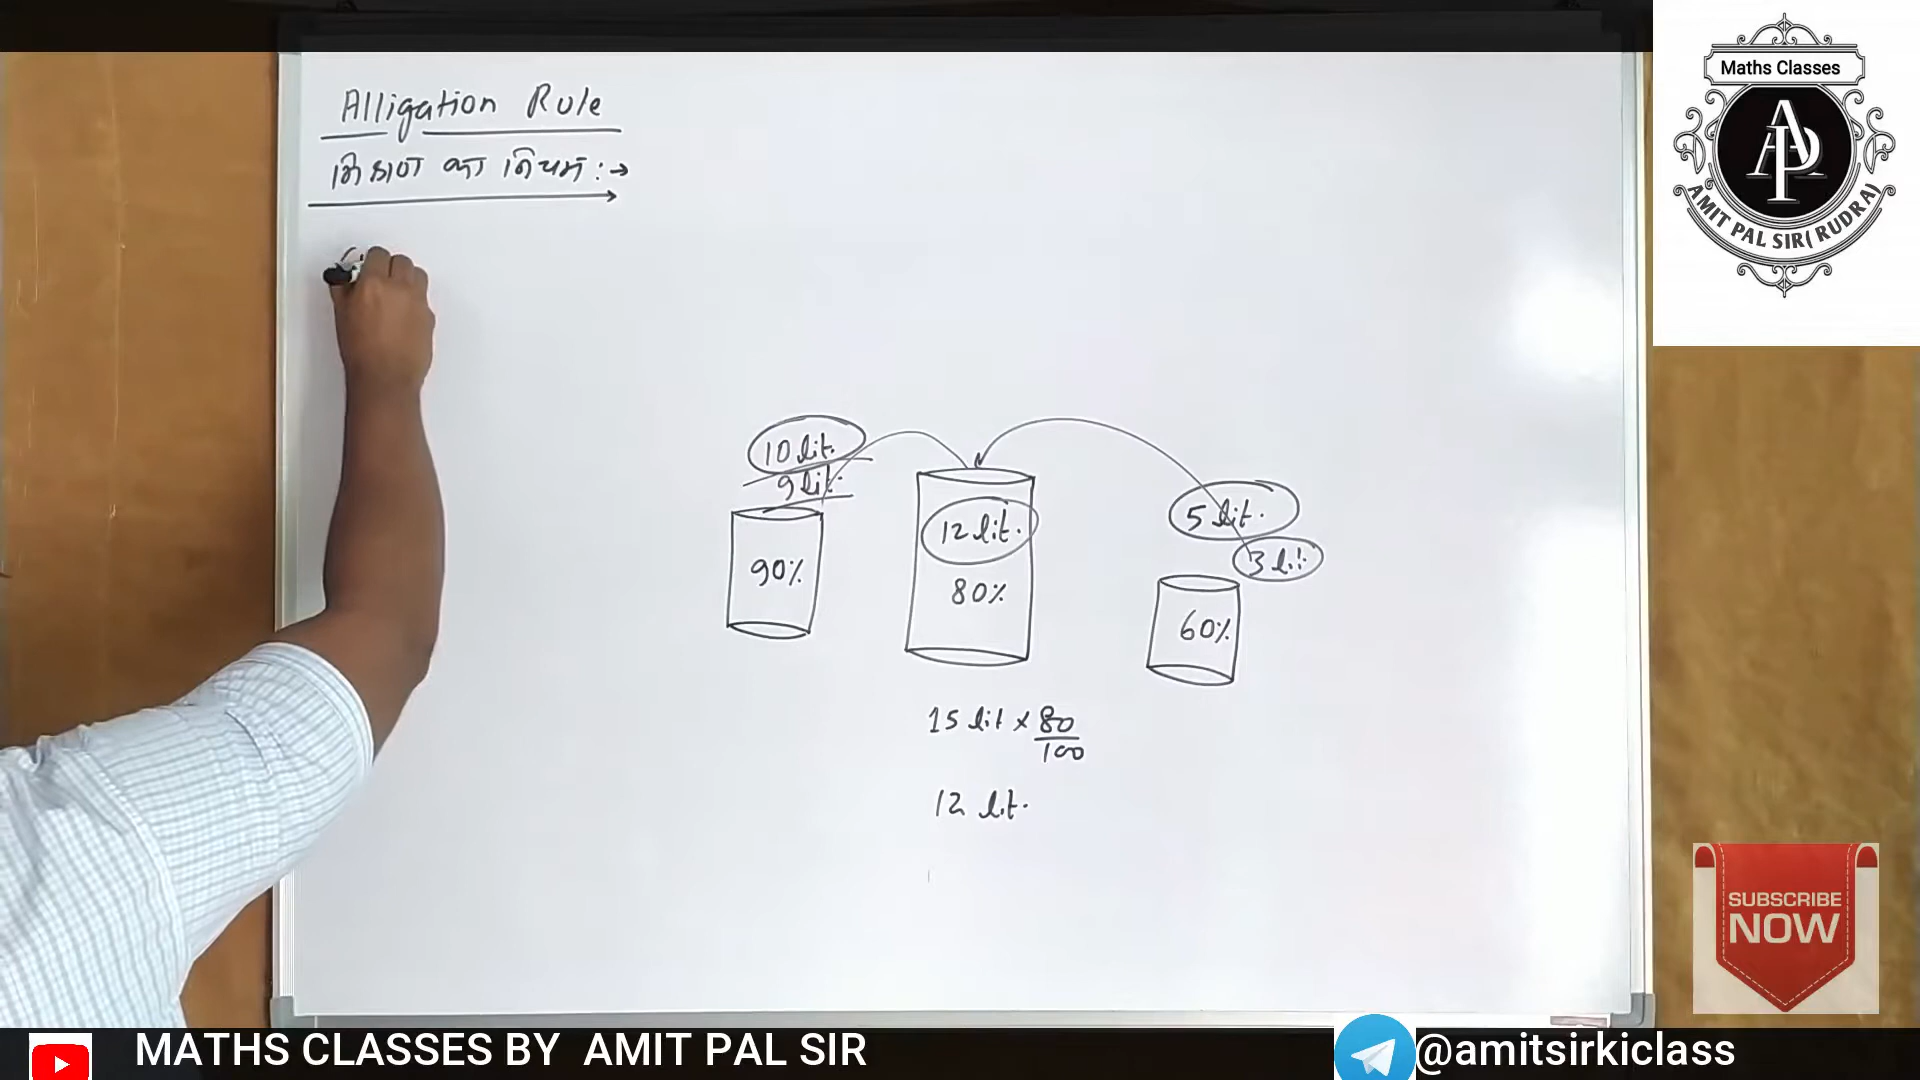 Alligation Rule
मिश्रण का नियम :→
10 lit.
9 lit.
90%
12 lit.
80%
5 lit.
3 lit.
60%
15 lit × 80/100
12 lit.
Maths Classes
AP
AMIT PAL SIR( RUDRA)
SUBSCRIBE
NOW
MATHS CLASSES BY AMIT PAL SIR
@amitsirkiclass